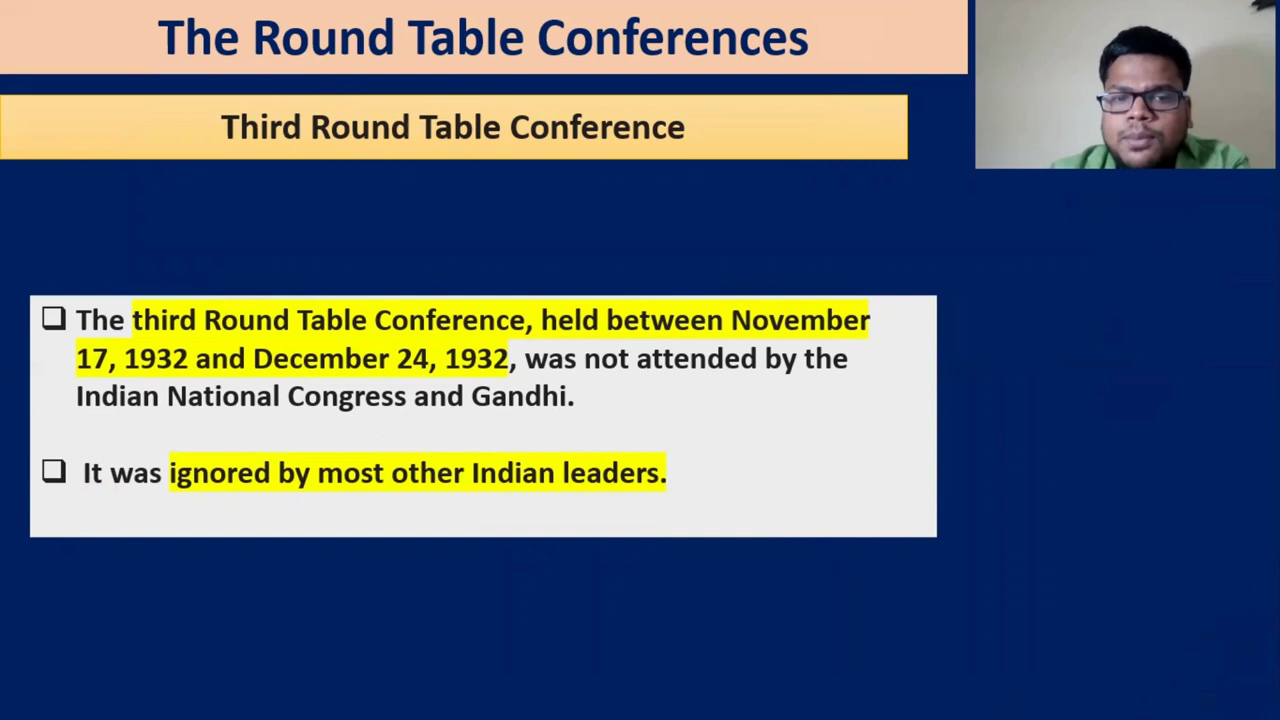 The Round Table Conferences
Third Round Table Conference
❑ The third Round Table Conference, held between November
17, 1932 and December 24, 1932, was not attended by the
Indian National Congress and Gandhi.
❑ It was ignored by most other Indian leaders.